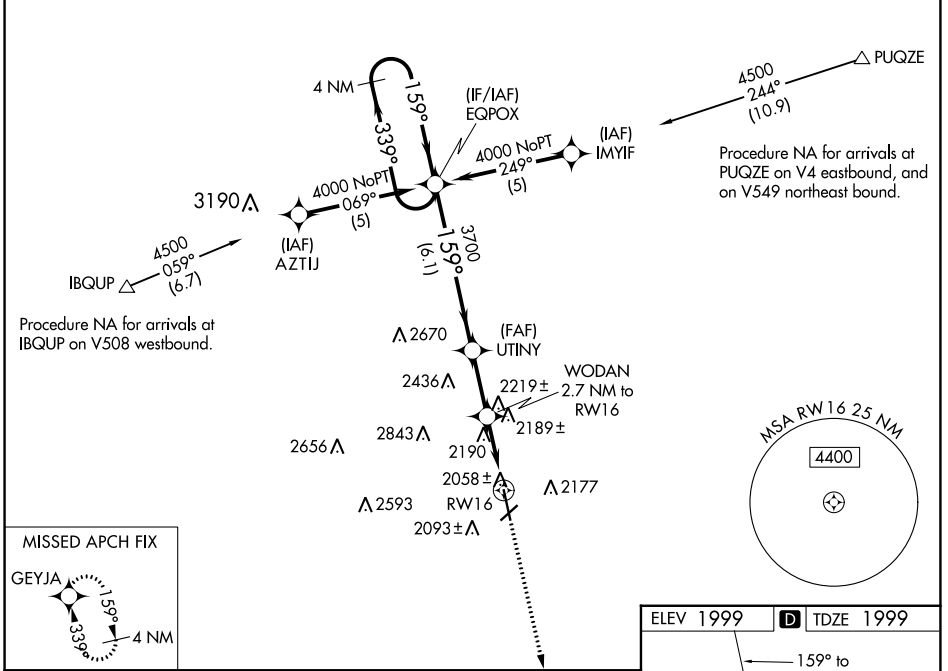 4 NM
159°
339°
(IF/IAF)
EQPOX
4500
244°
(10.9)
PUQZE
4000 NoPT
249°
(5)
(IAF)
IMYIF
Procedure NA for arrivals at
PUQZE on V4 eastbound, and
on V549 northeast bound.
3190
4000 NoPT
069°
(5)
(IAF)
AZTIJ
4500
059°
(6.7)
IBQUP
Procedure NA for arrivals at
IBQUP on V508 westbound.
3700
159°
(6.1)
2670
(FAF)
UTINY
2436
2219±
WODAN
2.7 NM to
RW16
2189±
2656
2843
2190
2058±
RW16
2177
2593
2093±
MSA RW16 25 NM
4400
MISSED APCH FIX
GEYJA
159°
339°
4 NM
ELEV 1999
D
TDZE 1999
159° to